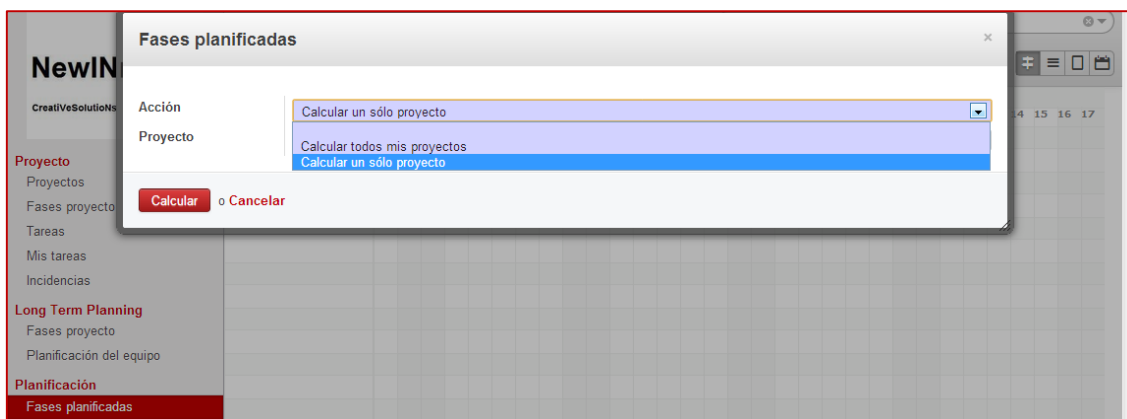 Fases planificadas
×
NewIN
CreatiVeSolutioNs
Acción
Calcular un sólo proyecto
Proyecto
Calcular todos mis proyectos
Calcular un sólo proyecto
Calcular o Cancelar
14 15 16 17
Proyecto
Proyectos
Fases proyecto
Tareas
Mis tareas
Incidencias
Long Term Planning
Fases proyecto
Planificación del equipo
Planificación
Fases planificadas